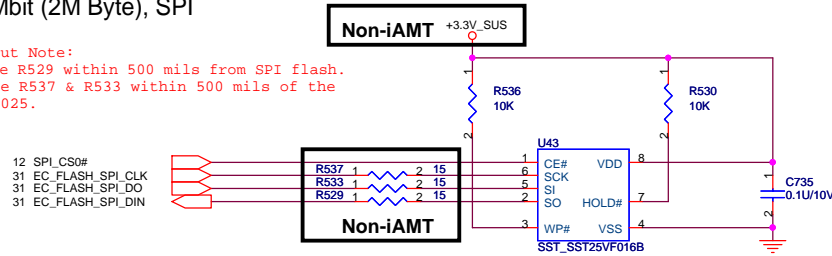 Mbit (2M Byte), SPI
ut Note:
e R529 within 500 mils from SPI flash.
e R537 & R533 within 500 mils of the
025.
Non-iAMT
+3.3V_SUS
1
1
R536
10K
R530
10K
2
2
U43
12 SPI_CS0#
31 EC_FLASH_SPI_CLK
31 EC_FLASH_SPI_DO
31 EC_FLASH_SPI_DIN
R537 1 2 15
R533 1 2 15
R529 1 2 15
Non-iAMT
1 CE# VDD 8
6 SCK
5 SI
2 SO HOLD# 7
3 WP# VSS 4
SST_SST25VF016B
1
C735
0.1U/10V
2